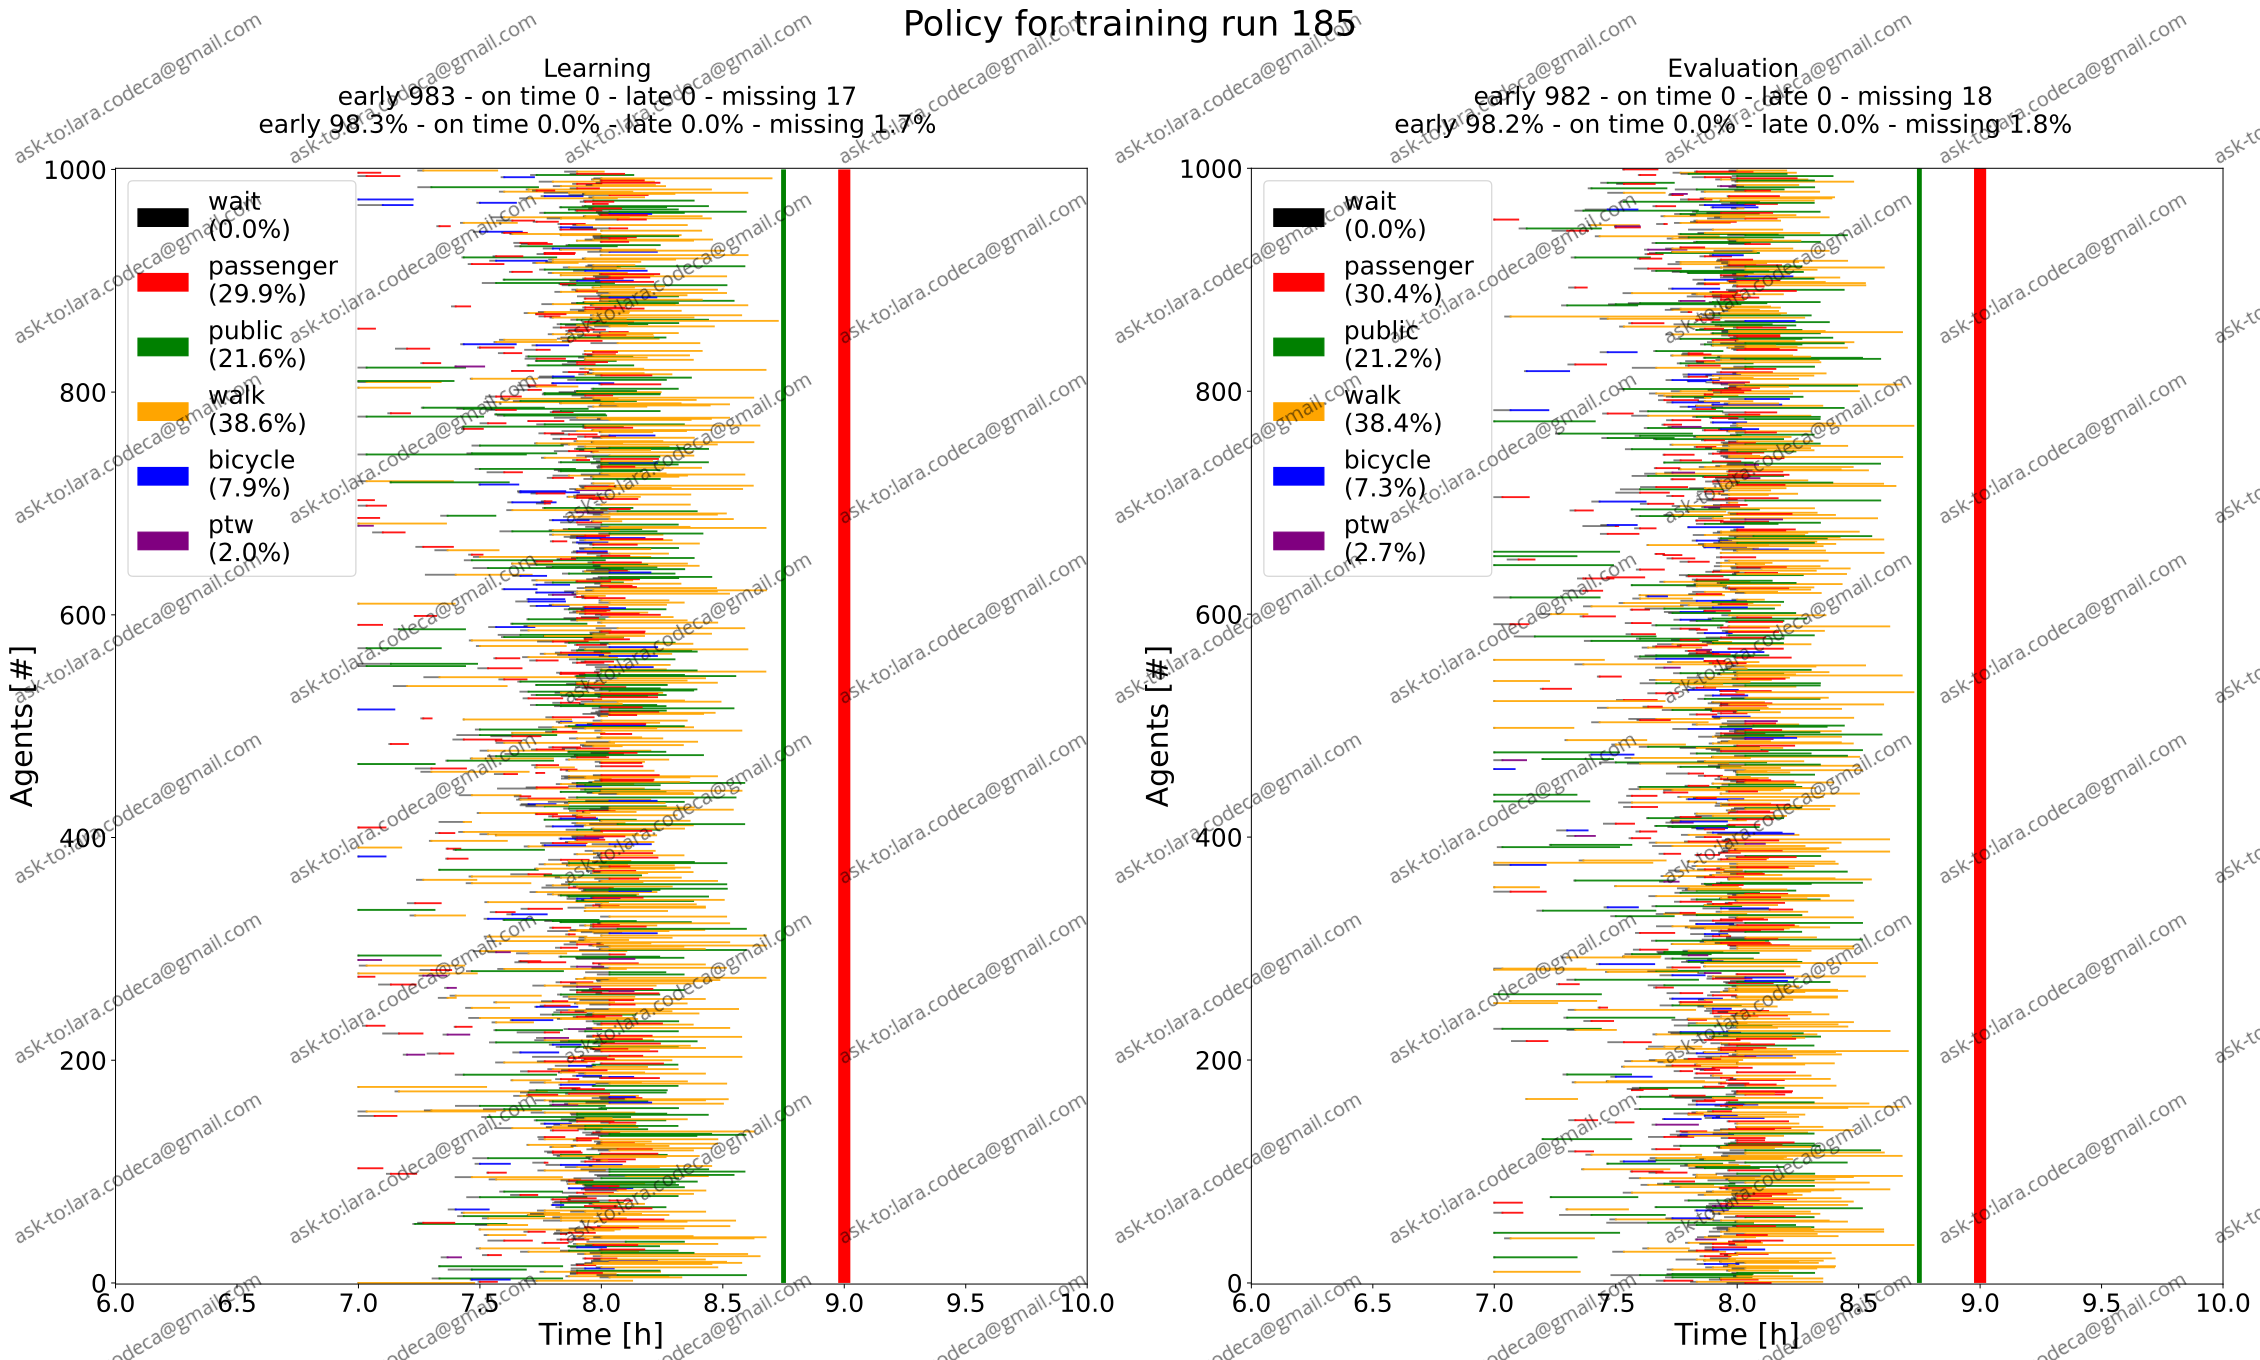 Policy for training run 185
Learning
early 983 - on time 0 - late 0 - missing 17
early 98.3% - on time 0.0% - late 0.0% - missing 1.7%
Agents [#]
1000
800
600
400
200
0
wait
(0.0%)
passenger
(29.9%)
public
(21.6%)
walk
(38.6%)
bicycle
(7.9%)
ptw
(2.0%)
6.0 6.5 7.0 7.5 8.0 8.5 9.0 9.5 10.0
Time [h]
Evaluation
early 982 - on time 0 - late 0 - missing 18
early 98.2% - on time 0.0% - late 0.0% - missing 1.8%
Agents [#]
1000
800
600
400
200
0
wait
(0.0%)
passenger
(30.4%)
public
(21.2%)
walk
(38.4%)
bicycle
(7.3%)
ptw
(2.7%)
6.0 6.5 7.0 7.5 8.0 8.5 9.0 9.5 10.0
Time [h]
ask-to:lara.codeca@gmail.com